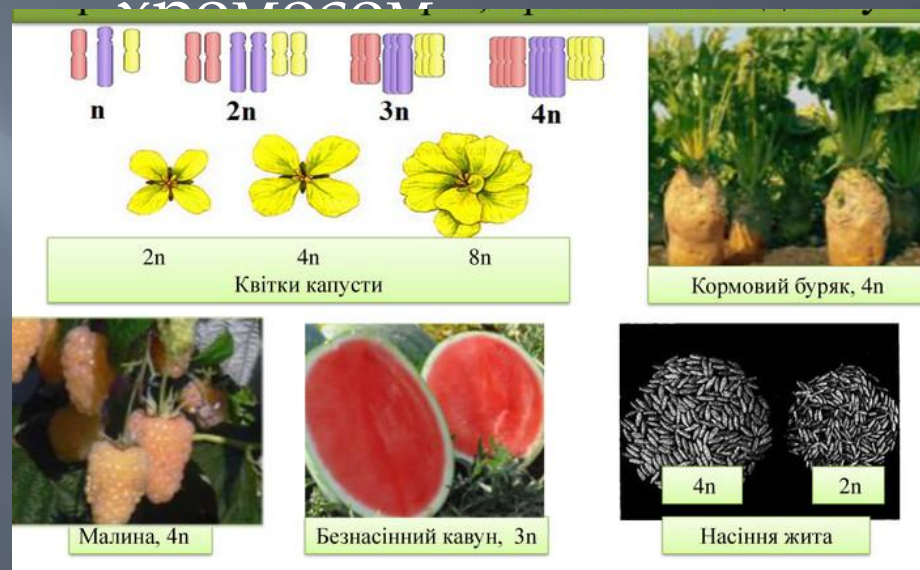 хромосом
n 2n 3n 4n
2n 4n 8n
Квітки капусти
Кормовий буряк, 4n
4n 2n
Малина, 4n
Безнасінний кавун, 3n
Насіння жита